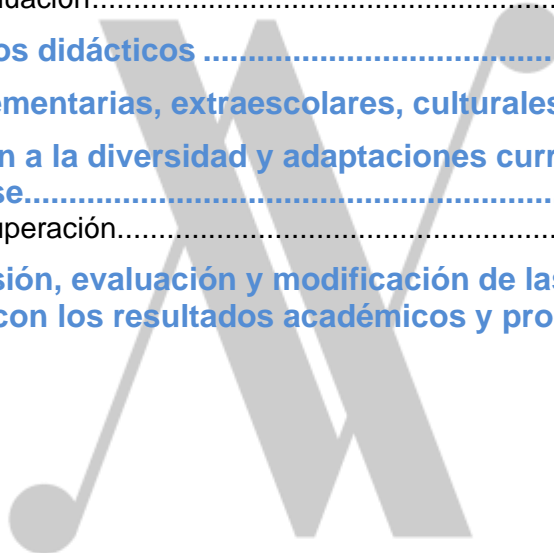 luación.......................................................
os didácticos ..........................................
ementarias, extraescolares, culturales
n a la diversidad y adaptaciones curr
se................................................................
uperación....................................................
sión, evaluación y modificación de las
con los resultados académicos y pro